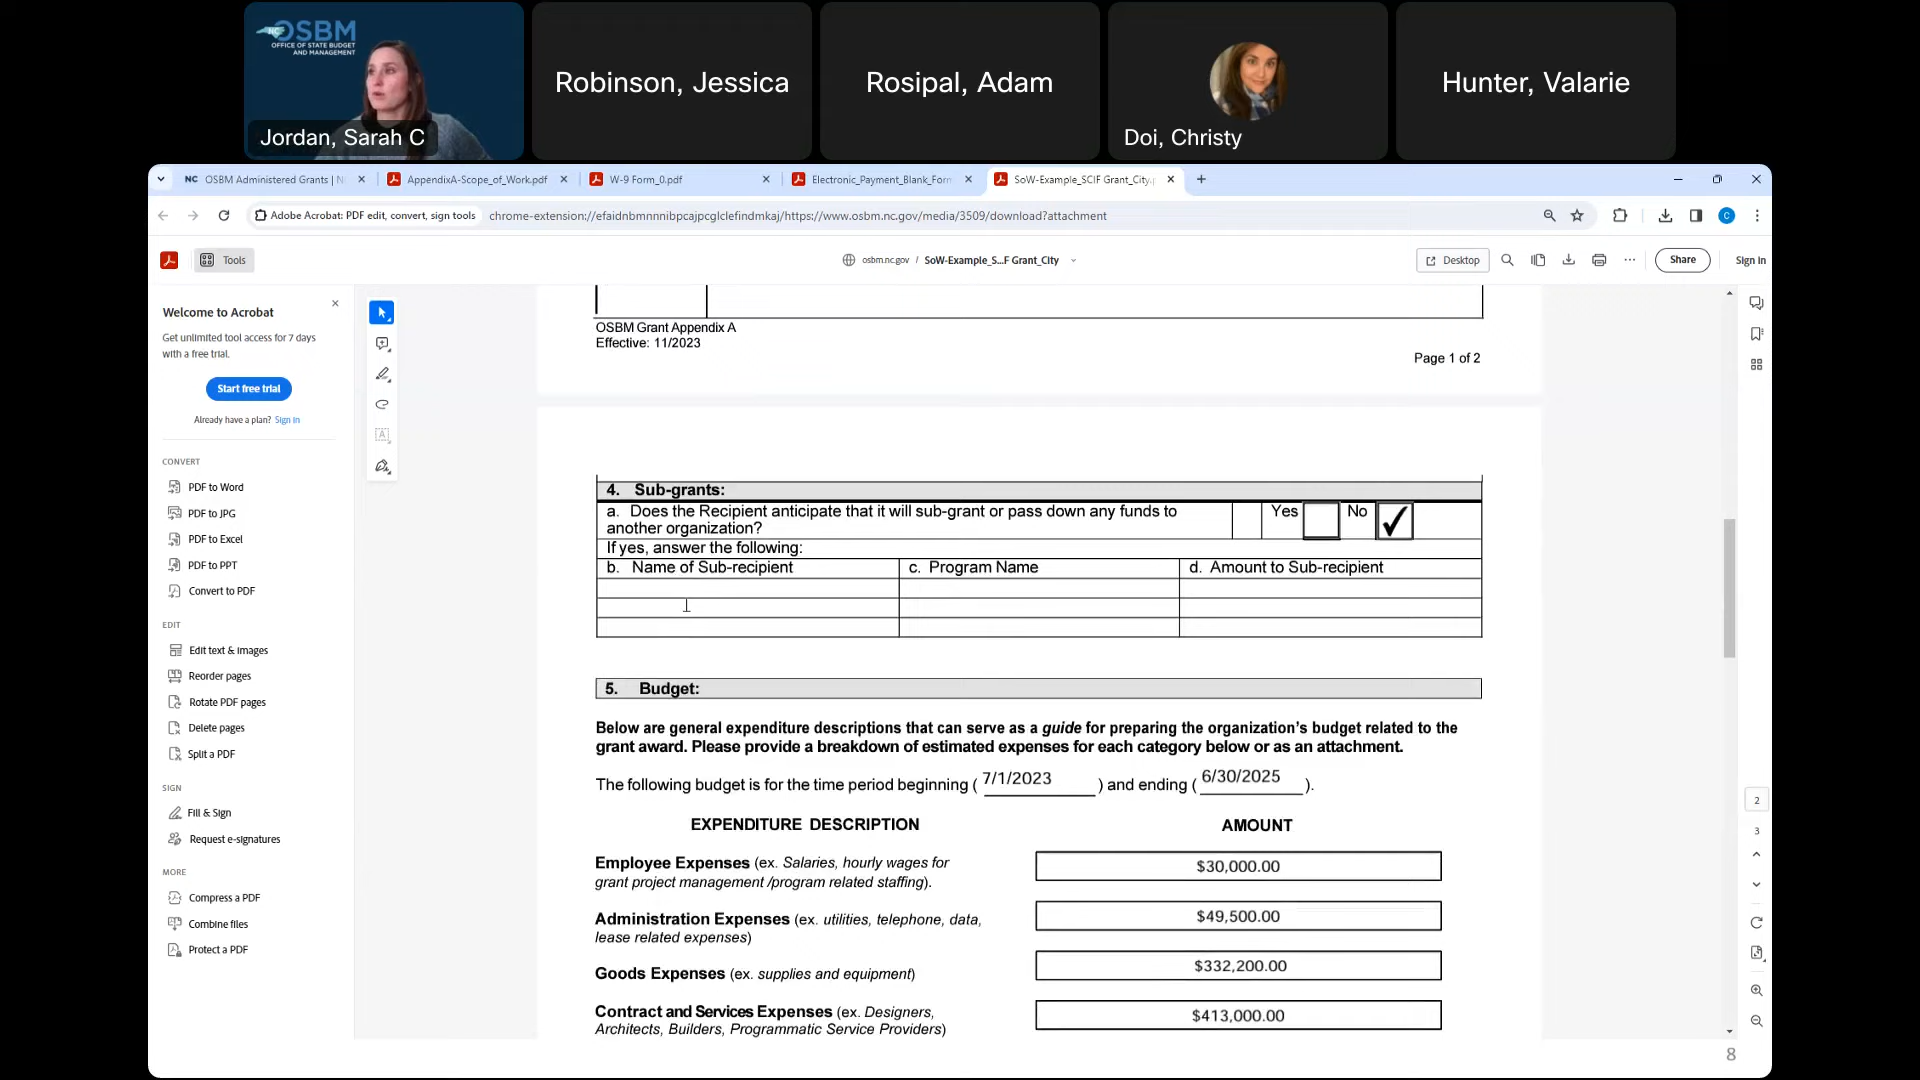 NC OSBM
OFFICE OF STATE BUDGET
AND MANAGEMENT
Jordan, Sarah C
Robinson, Jessica
Rosipal, Adam
Doi, Christy
Hunter, Valarie
NC OSBM Administered Grants | N
AppendixA-Scope_of_Work.pdf
W-9 Form_0.pdf
Electronic_Payment_Blank_Form
SoW-Example_SCIF Grant_City.
Adobe Acrobat: PDF edit, convert, sign tools
chrome-extension://efaidnbmnnnibpcajpcglclefindmkaj/https://www.osbm.nc.gov/media/3509/download?attachment
C
Tools
osbm.nc.gov / SoW-Example_S...F Grant_City
Desktop
Share
Sign in
Welcome to Acrobat
Get unlimited tool access for 7 days
with a free trial.
Start free trial
Already have a plan? Sign in
CONVERT
PDF to Word
PDF to JPG
PDF to Excel
PDF to PPT
Convert to PDF
EDIT
Edit text & images
Reorder pages
Rotate PDF pages
Delete pages
Split a PDF
SIGN
Fill & Sign
Request e-signatures
MORE
Compress a PDF
Combine files
Protect a PDF
OSBM Grant Appendix A
Effective: 11/2023
Page 1 of 2
4. Sub-grants:
a. Does the Recipient anticipate that it will sub-grant or pass down any funds to
another organization?
Yes No ✓
If yes, answer the following:
b. Name of Sub-recipient
c. Program Name
d. Amount to Sub-recipient
5. Budget:
Below are general expenditure descriptions that can serve as a guide for preparing the organization's budget related to the
grant award. Please provide a breakdown of estimated expenses for each category below or as an attachment.
The following budget is for the time period beginning ( 7/1/2023 ) and ending ( 6/30/2025 ).
EXPENDITURE DESCRIPTION
AMOUNT
Employee Expenses (ex. Salaries, hourly wages for
grant project management /program related staffing).
$30,000.00
Administration Expenses (ex. utilities, telephone, data,
lease related expenses)
$49,500.00
Goods Expenses (ex. supplies and equipment)
$332,200.00
Contract and Services Expenses (ex. Designers,
Architects, Builders, Programmatic Service Providers)
$413,000.00
2
3
8